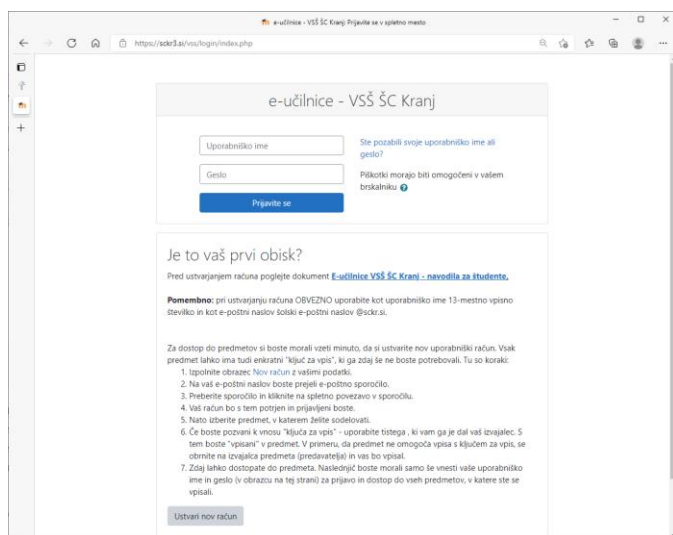 e-učilnice - VSŠ ŠC Kranj: Prijavite se v spletno mesto
https://sckr3.si/vss/login/index.php
e-učilnice - VSŠ ŠC Kranj
Uporabniško ime
Ste pozabili svoje uporabniško ime ali
geslo?
Geslo
Piškotki morajo biti omogočeni v vašem
brskalniku
Prijavite se
Je to vaš prvi obisk?
Pred ustvarjanjem računa poglejte dokument E-učilnice VSŠ ŠC Kranj - navodila za študente.
Pomembno: pri ustvarjanju računa OBVEZNO uporabite kot uporabniško ime 13-mestno vpisno
številko in kot e-poštni naslov šolski e-poštni naslov @sckr.si.
Za dostop do predmetov si boste morali vzeti minuto, da si ustvarite nov uporabniški račun. Vsak
predmet lahko ima tudi enkratni "ključ za vpis", ki ga zdaj še ne boste potrebovali. Tu so koraki:
1. Izpolnite obrazec Nov račun z vašimi podatki.
2. Na vaš e-poštni naslov boste prejeli e-poštno sporočilo.
3. Preberite sporočilo in kliknite na spletno povezavo v sporočilu.
4. Vaš račun bo s tem potrjen in prijavljeni boste.
5. Nato izberite predmet, v katerem želite sodelovati.
6. Če boste pozvani k vnosu "ključa za vpis" - uporabite tistega , ki vam ga je dal vaš izvajalec. S
tem boste "vpisani" v predmet. V primeru, da predmet ne omogoča vpisa s ključem za vpis, se
obrnite na izvajalca predmeta (predavatelja) in vas bo vpisal.
7. Zdaj lahko dostopate do predmeta. Naslednjič boste morali samo še vnesti vaše uporabniško
ime in geslo (v obrazcu na tej strani) za prijavo in dostop do vseh predmetov, v katere ste se
vpisali.
Ustvari nov račun